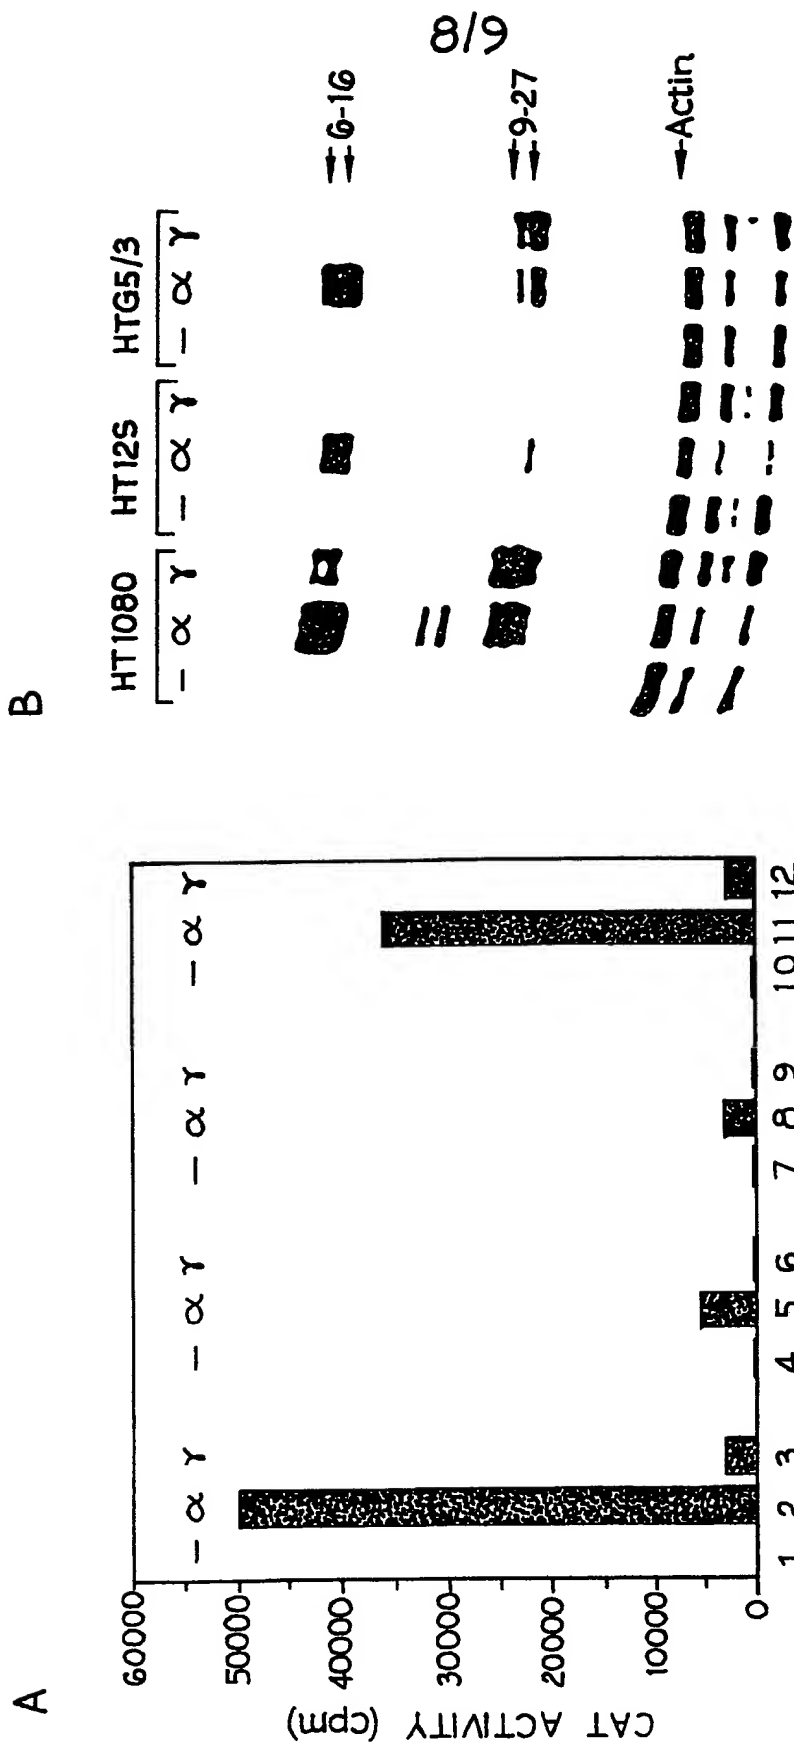 8/9
A
60000
50000
40000
30000
20000
10000
0
CAT ACTIVITY (cpm)
– α γ – α γ – α γ – α γ
1 2 3 4 5 6 7 8 9 10 11 12
B
HT1080 HT12S HTG5/3
– α γ – α γ – α γ
6-16
9-27
Actin